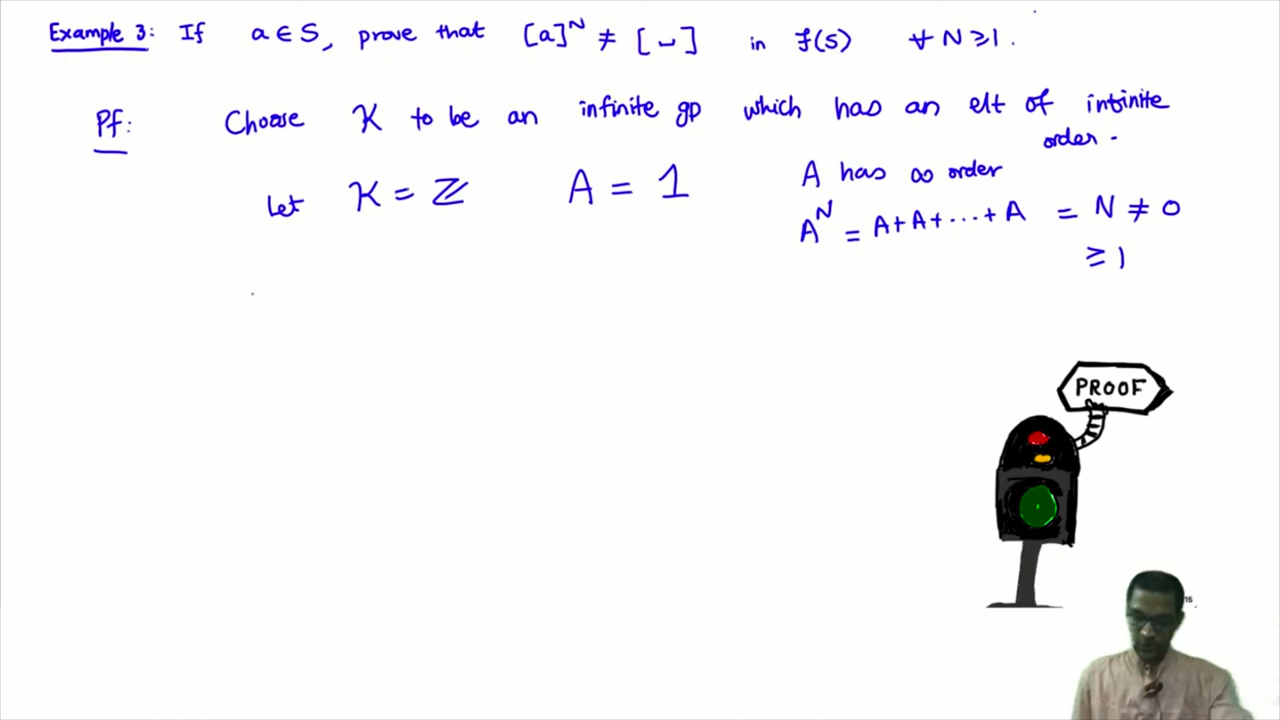 Example 3: If a ∈ S, prove that [a]^N ≠ [␣] in F(S) ∀ N ≥ 1.
Pf: Choose K to be an infinite gp which has an elt of infinite order.
Let K = ℤ A = 1 A has ∞ order
A^N = A + A + ... + A = N ≠ 0
≥ 1
PROOF